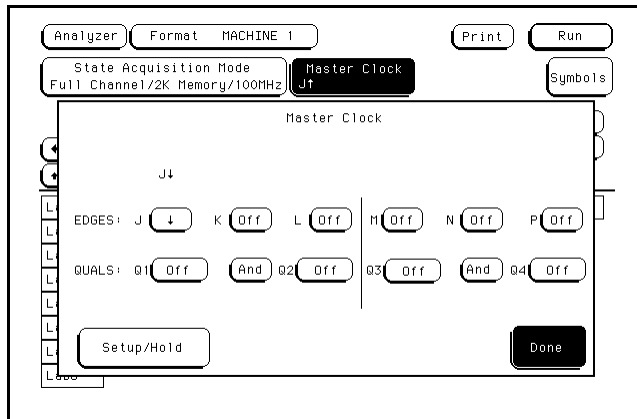 Analyzer Format MACHINE 1 Print Run
State Acquisition Mode
Full Channel/2K Memory/100MHz
Master Clock
J↑
Symbols
Master Clock
J↓
EDGES: J ↓ K Off L Off M Off N Off P Off
QUALS: Q1 Off And Q2 Off Q3 Off And Q4 Off
Setup/Hold Done